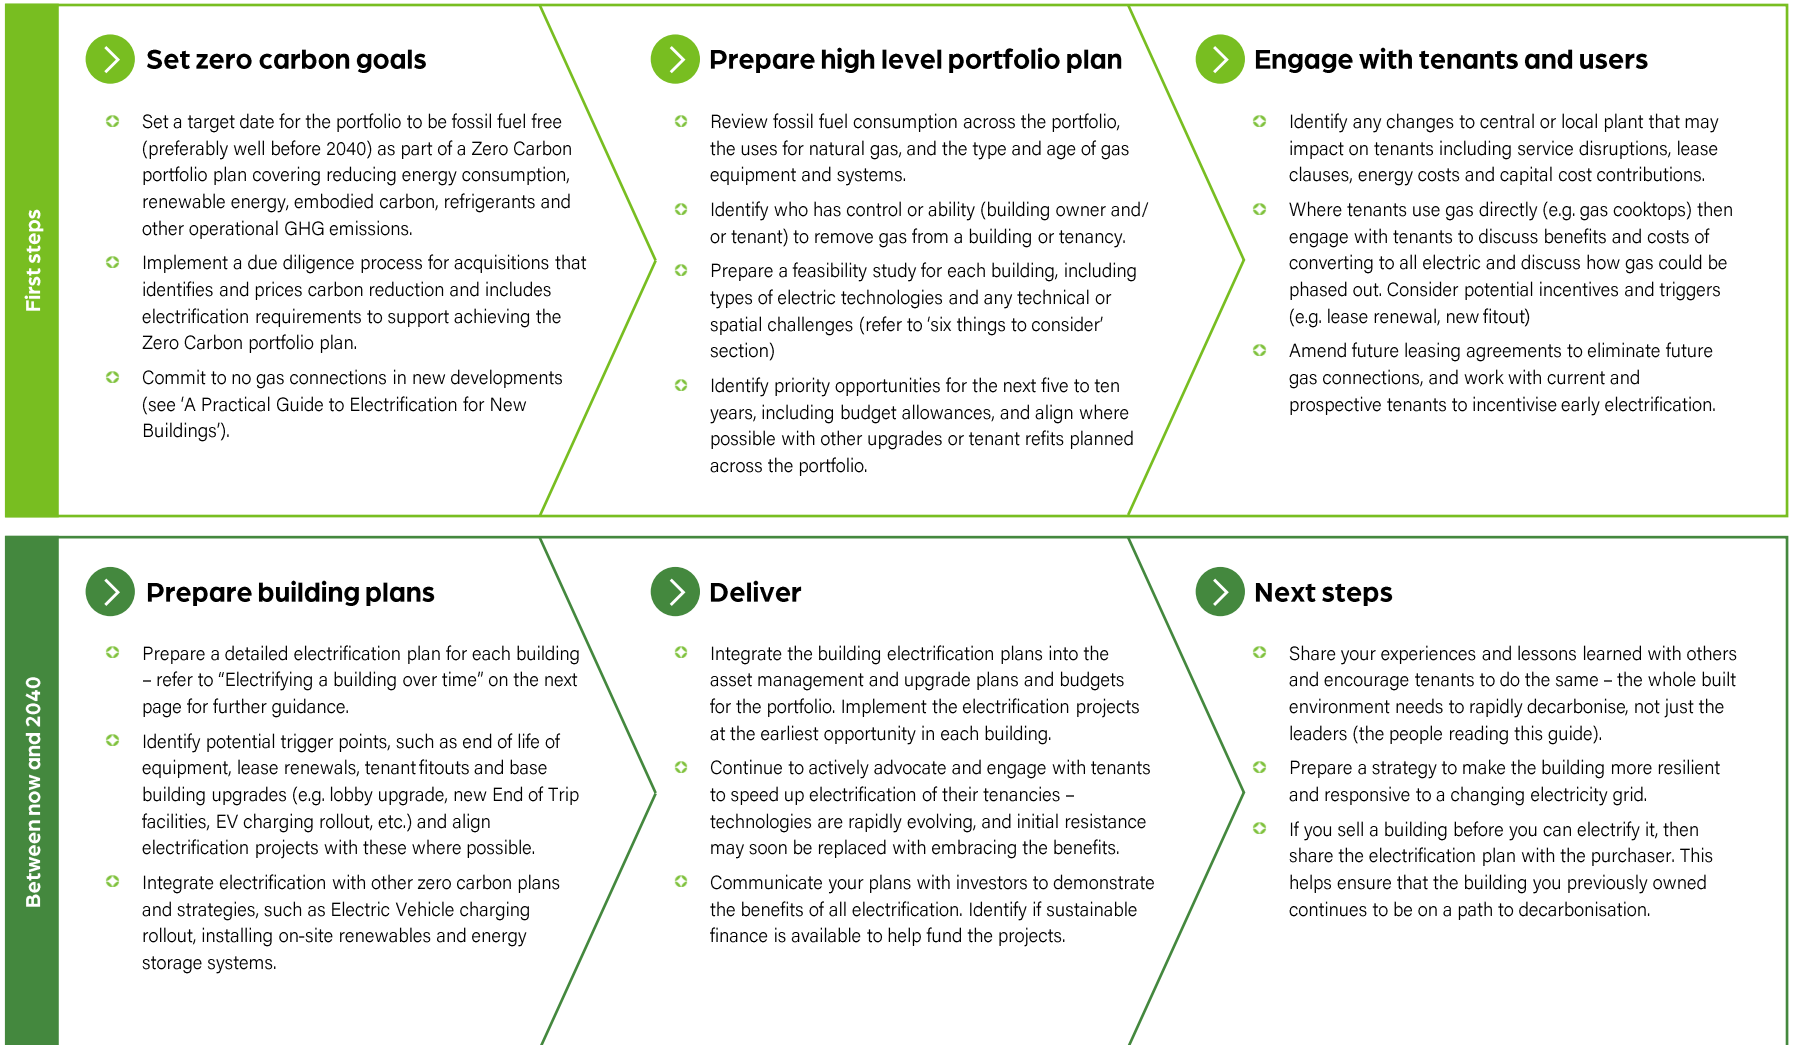 First steps
Set zero carbon goals
Set a target date for the portfolio to be fossil fuel free
(preferably well before 2040) as part of a Zero Carbon
portfolio plan covering reducing energy consumption,
renewable energy, embodied carbon, refrigerants and
other operational GHG emissions.
Implement a due diligence process for acquisitions that
identifies and prices carbon reduction and includes
electrification requirements to support achieving the
Zero Carbon portfolio plan.
Commit to no gas connections in new developments
(see ‘A Practical Guide to Electrification for New
Buildings’).
Prepare high level portfolio plan
Review fossil fuel consumption across the portfolio,
the uses for natural gas, and the type and age of gas
equipment and systems.
Identify who has control or ability (building owner and/
or tenant) to remove gas from a building or tenancy.
Prepare a feasibility study for each building, including
types of electric technologies and any technical or
spatial challenges (refer to ‘six things to consider’
section)
Identify priority opportunities for the next five to ten
years, including budget allowances, and align where
possible with other upgrades or tenant refits planned
across the portfolio.
Engage with tenants and users
Identify any changes to central or local plant that may
impact on tenants including service disruptions, lease
clauses, energy costs and capital cost contributions.
Where tenants use gas directly (e.g. gas cooktops) then
engage with tenants to discuss benefits and costs of
converting to all electric and discuss how gas could be
phased out. Consider potential incentives and triggers
(e.g. lease renewal, new fitout)
Amend future leasing agreements to eliminate future
gas connections, and work with current and
prospective tenants to incentivise early electrification.
Between now and 2040
Prepare building plans
Prepare a detailed electrification plan for each building
– refer to “Electrifying a building over time” on the next
page for further guidance.
Identify potential trigger points, such as end of life of
equipment, lease renewals, tenant fitouts and base
building upgrades (e.g. lobby upgrade, new End of Trip
facilities, EV charging rollout, etc.) and align
electrification projects with these where possible.
Integrate electrification with other zero carbon plans
and strategies, such as Electric Vehicle charging
rollout, installing on-site renewables and energy
storage systems.
Deliver
Integrate the building electrification plans into the
asset management and upgrade plans and budgets
for the portfolio. Implement the electrification projects
at the earliest opportunity in each building.
Continue to actively advocate and engage with tenants
to speed up electrification of their tenancies –
technologies are rapidly evolving, and initial resistance
may soon be replaced with embracing the benefits.
Communicate your plans with investors to demonstrate
the benefits of all electrification. Identify if sustainable
finance is available to help fund the projects.
Next steps
Share your experiences and lessons learned with others
and encourage tenants to do the same – the whole built
environment needs to rapidly decarbonise, not just the
leaders (the people reading this guide).
Prepare a strategy to make the building more resilient
and responsive to a changing electricity grid.
If you sell a building before you can electrify it, then
share the electrification plan with the purchaser. This
helps ensure that the building you previously owned
continues to be on a path to decarbonisation.